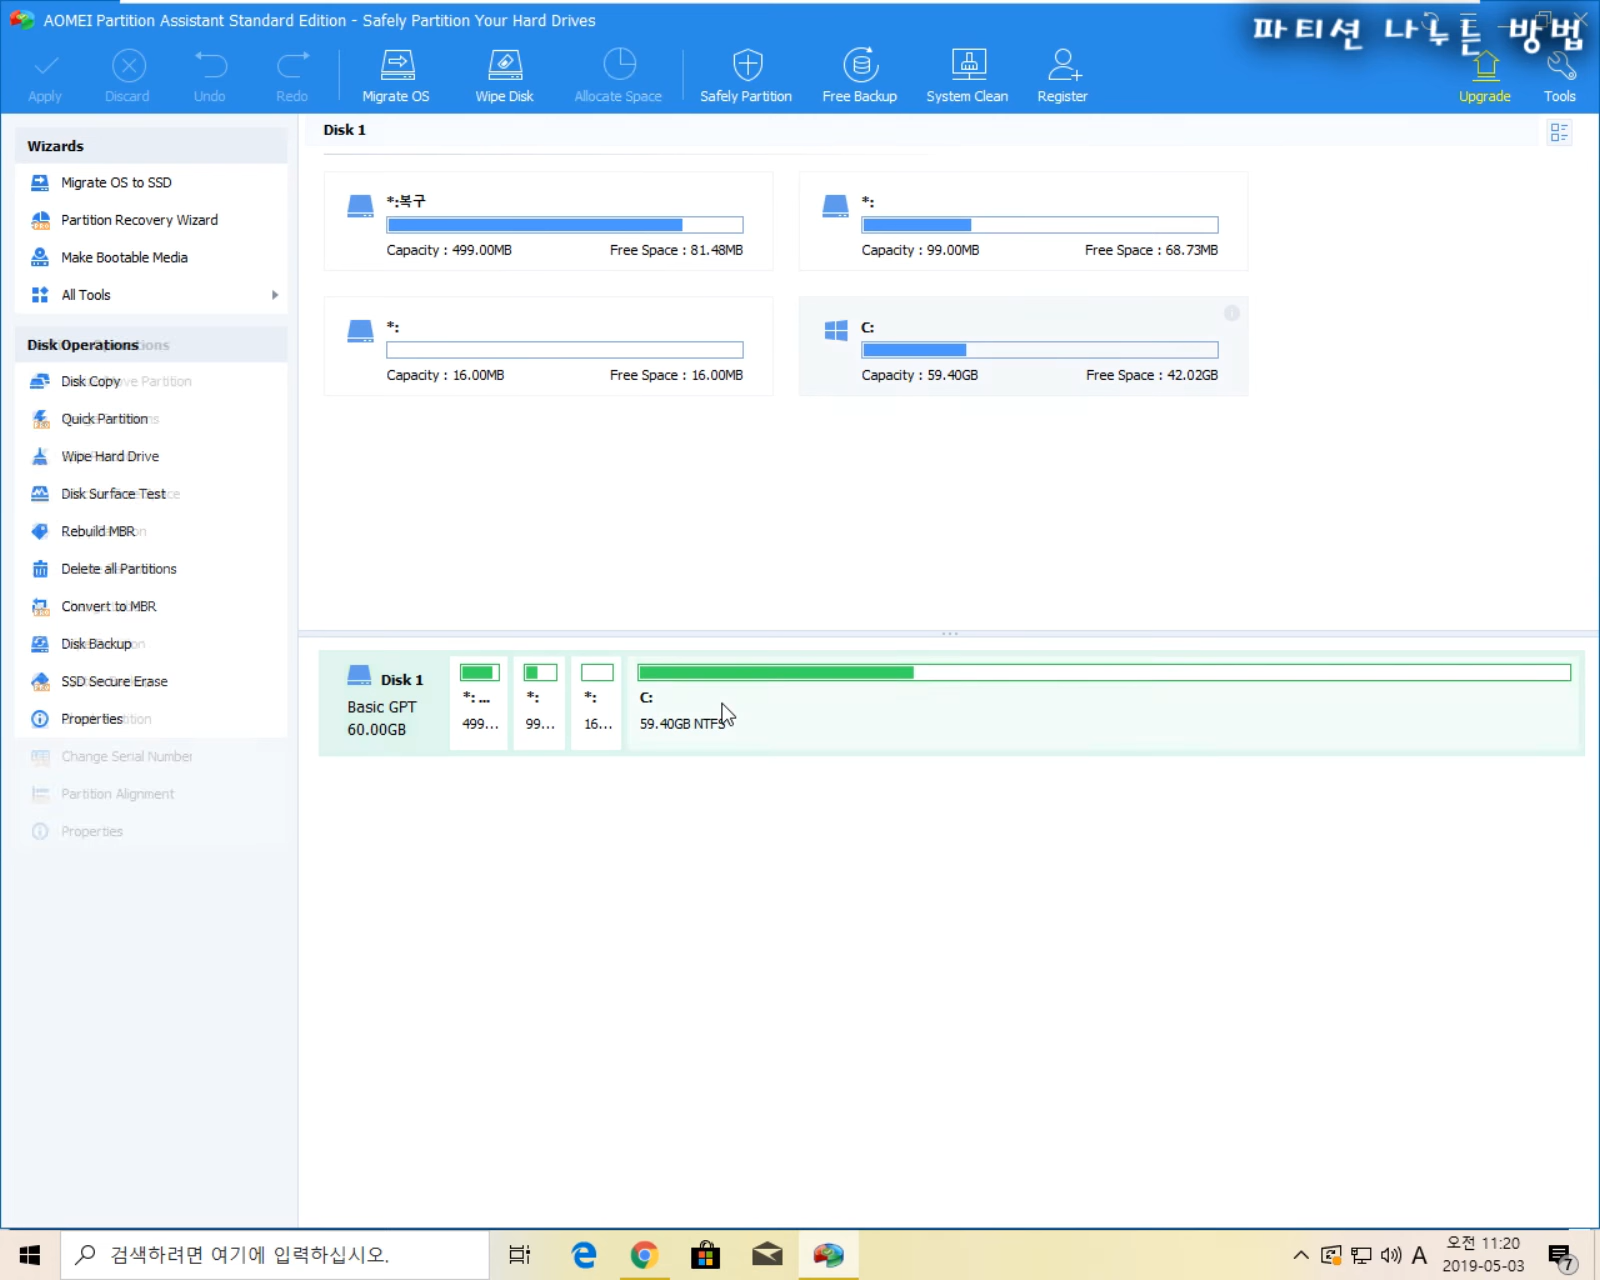 AOMEI Partition Assistant Standard Edition - Safely Partition Your Hard Drives
파티션 나누는 방법
Apply
Discard
Undo
Redo
Migrate OS
Wipe Disk
Allocate Space
Safely Partition
Free Backup
System Clean
Register
Upgrade
Tools
Wizards
Migrate OS to SSD
Partition Recovery Wizard
Make Bootable Media
All Tools
Disk Operations
Disk Copy
Quick Partition
Wipe Hard Drive
Disk Surface Test
Rebuild MBR
Delete all Partitions
Convert to MBR
Disk Backup
SSD Secure Erase
Properties
Change Serial Number
Partition Alignment
Properties
Disk 1
*:복구
Capacity : 499.00MB Free Space : 81.48MB
*:
Capacity : 99.00MB Free Space : 68.73MB
*:
Capacity : 16.00MB Free Space : 16.00MB
C:
Capacity : 59.40GB Free Space : 42.02GB
Disk 1
Basic GPT
60.00GB
*:...
499...
*:
99...
*:
16...
C:
59.40GB NTFS
검색하려면 여기에 입력하십시오.
A
오전 11:20
2019-05-03
7